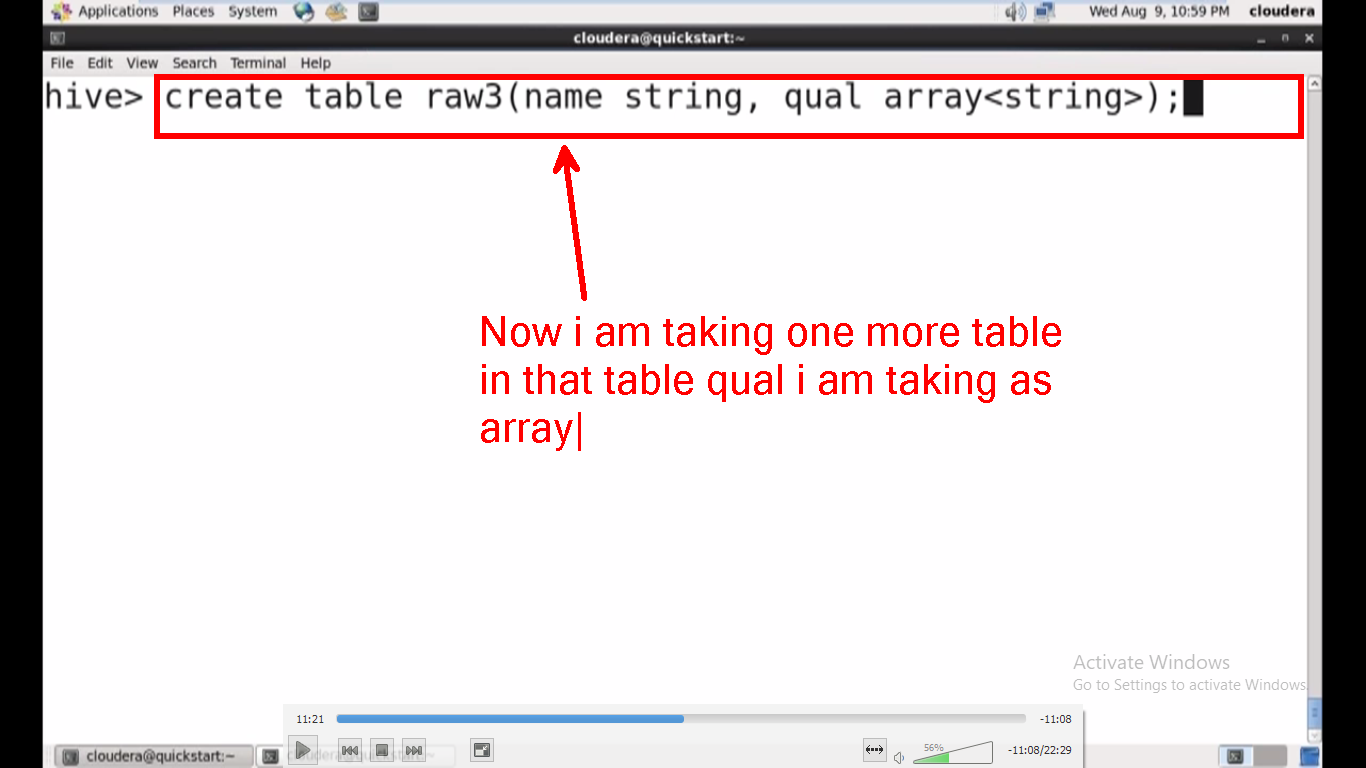 Applications Places System Wed Aug 9, 10:59 PM cloudera
cloudera@quickstart:~
File Edit View Search Terminal Help
hive> create table raw3(name string, qual array<string>);
Now i am taking one more table
in that table qual i am taking as
array
Activate Windows
Go to Settings to activate Windows.
11:21 -11:08
56% -11:08/22:29
cloudera@quickstart:~ cloudera@quickstart:~